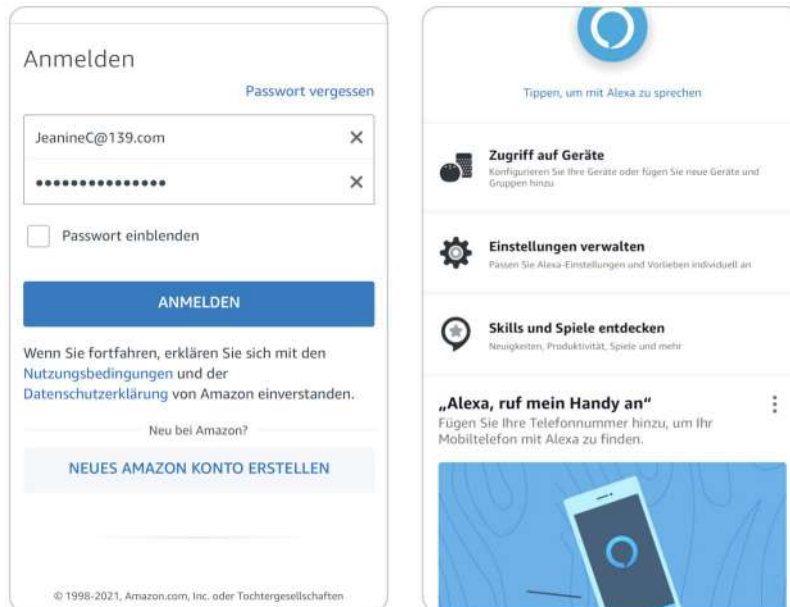 Anmelden
Passwort vergessen
JeanineC@139.com
Passwort einblenden
ANMELDEN
Wenn Sie fortfahren, erklären Sie sich mit den
Nutzungsbedingungen und der
Datenschutzerklärung von Amazon einverstanden.
Neu bei Amazon?
NEUES AMAZON KONTO ERSTELLEN
© 1998-2021, Amazon.com, Inc. oder Tochtergesellschaften
Tippen, um mit Alexa zu sprechen
Zugriff auf Geräte
Konfigurieren Sie Ihre Geräte oder fügen Sie neue Geräte und
Gruppen hinzu
Einstellungen verwalten
Passen Sie Alexa-Einstellungen und Vorlieben individuell an
Skills und Spiele entdecken
Neuigkeiten, Produktivität, Spiele und mehr
„Alexa, ruf mein Handy an“
Fügen Sie Ihre Telefonnummer hinzu, um Ihr
Mobiltelefon mit Alexa zu finden.